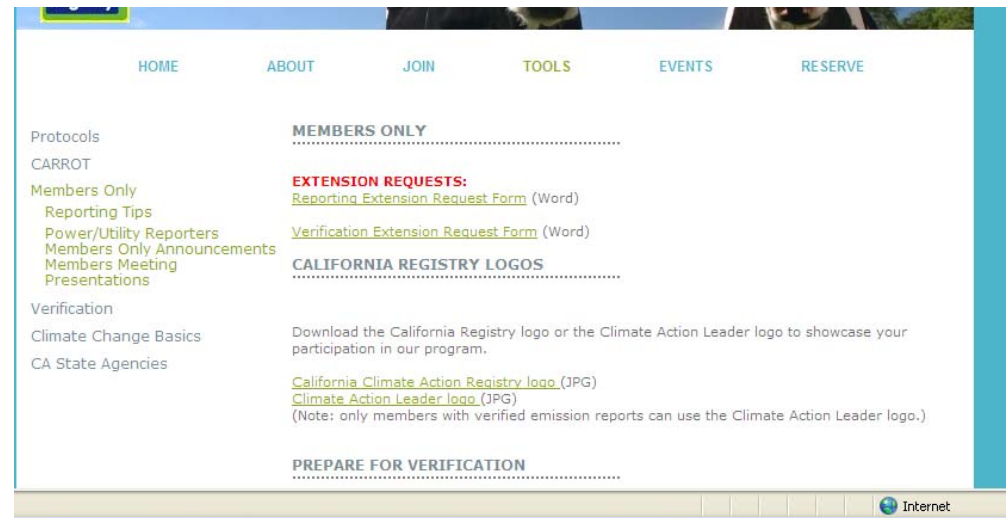 HOME ABOUT JOIN TOOLS EVENTS RESERVE
Protocols
CARROT
Members Only
Reporting Tips
Power/Utility Reporters
Members Only Announcements
Members Meeting
Presentations
Verification
Climate Change Basics
CA State Agencies
MEMBERS ONLY
EXTENSION REQUESTS:
Reporting Extension Request Form (Word)
Verification Extension Request Form (Word)
CALIFORNIA REGISTRY LOGOS
Download the California Registry logo or the Climate Action Leader logo to showcase your
participation in our program.
California Climate Action Registry logo (JPG)
Climate Action Leader logo (JPG)
(Note: only members with verified emission reports can use the Climate Action Leader logo.)
PREPARE FOR VERIFICATION
Internet